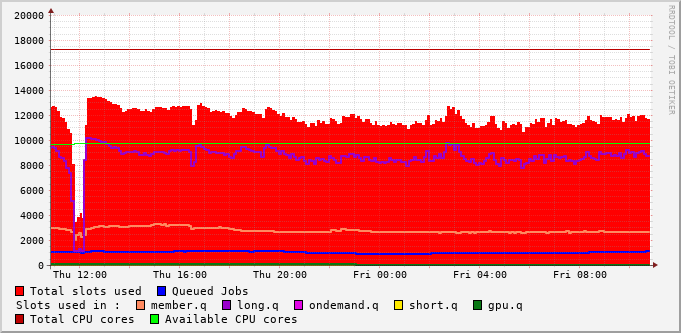 RRDTOOL / TOBI OETIKER
20000
18000
16000
14000
12000
10000
8000
6000
4000
2000
0
Thu 12:00 Thu 16:00 Thu 20:00 Fri 00:00 Fri 04:00 Fri 08:00
Total slots used Queued Jobs
Slots used in : member.q long.q ondemand.q short.q gpu.q
Total CPU cores Available CPU cores